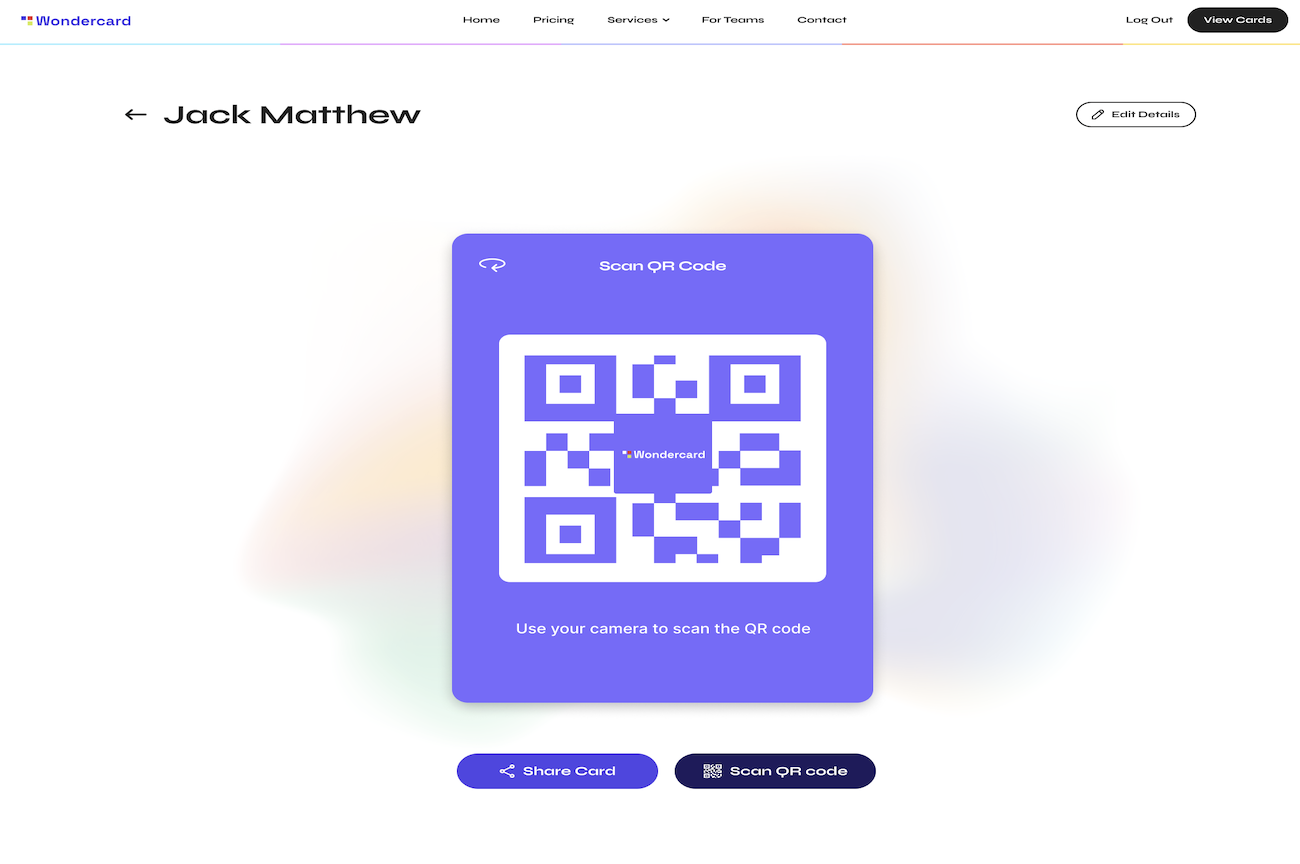 Wondercard
Home Pricing Services For Teams Contact
Log Out View Cards
Jack Matthew
Edit Details
Scan QR Code
Wondercard
Use your camera to scan the QR code
Share Card
Scan QR code